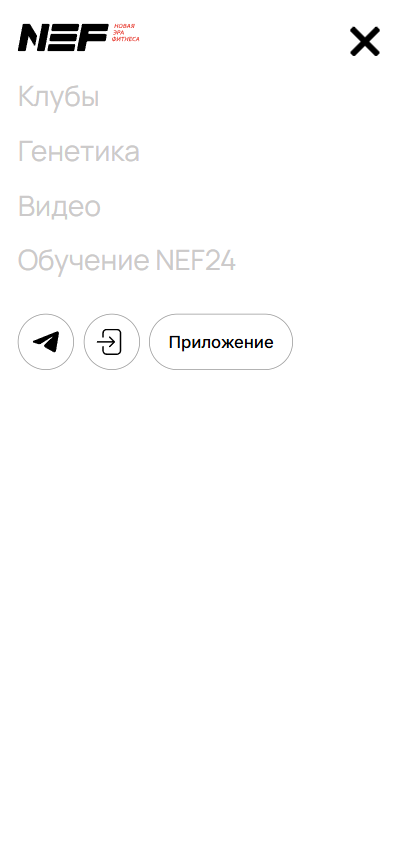 NEF
НОВАЯ
ЭРА
ФИТНЕСА
Клубы
Генетика
Видео
Обучение NEF24
Приложение